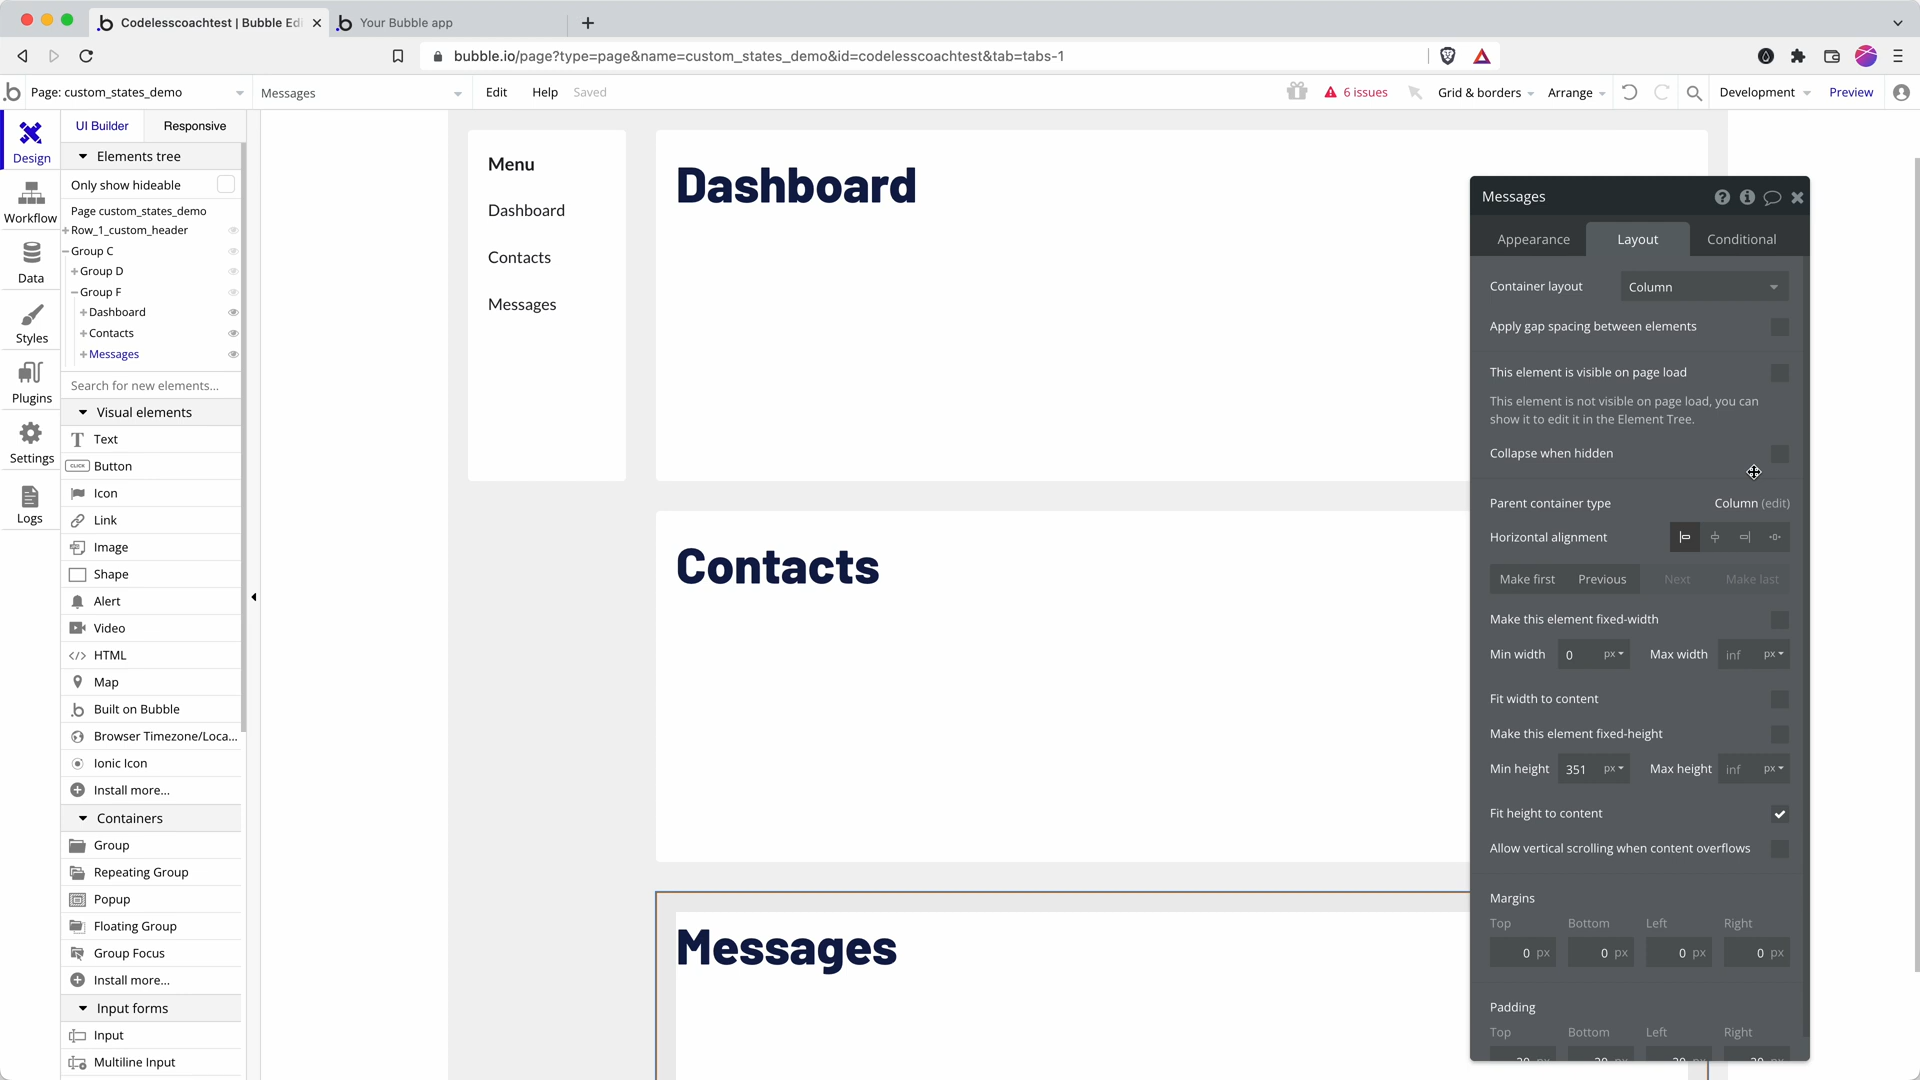 Codelesscoachtest | Bubble Edi
Your Bubble app
bubble.io/page?type=page&name=custom_states_demo&id=codelesscoachtest&tab=tabs-1
Page: custom_states_demo
Messages
Edit
Help
Saved
6 issues
Grid & borders
Arrange
Development
Preview
Design
Workflow
Data
Styles
Plugins
Settings
Logs
UI Builder
Responsive
Elements tree
Only show hideable
Page custom_states_demo
Row_1_custom_header
Group C
Group D
Group F
Dashboard
Contacts
Messages
Search for new elements...
Visual elements
Text
CLICK Button
Icon
Link
Image
Shape
Alert
Video
HTML
Map
Built on Bubble
Browser Timezone/Loca...
Ionic Icon
Install more...
Containers
Group
Repeating Group
Popup
Floating Group
Group Focus
Install more...
Input forms
Input
Multiline Input
Menu
Dashboard
Contacts
Messages
Dashboard
Contacts
Messages
Messages
Appearance
Layout
Conditional
Container layout
Column
Apply gap spacing between elements
This element is visible on page load
This element is not visible on page load, you can
show it to edit it in the Element Tree.
Collapse when hidden
Parent container type
Column (edit)
Horizontal alignment
Make first
Previous
Next
Make last
Make this element fixed-width
Min width 0 px
Max width inf px
Fit width to content
Make this element fixed-height
Min height 351 px
Max height inf px
Fit height to content
Allow vertical scrolling when content overflows
Margins
Top Bottom Left Right
0 px 0 px 0 px 0 px
Padding
Top Bottom Left Right